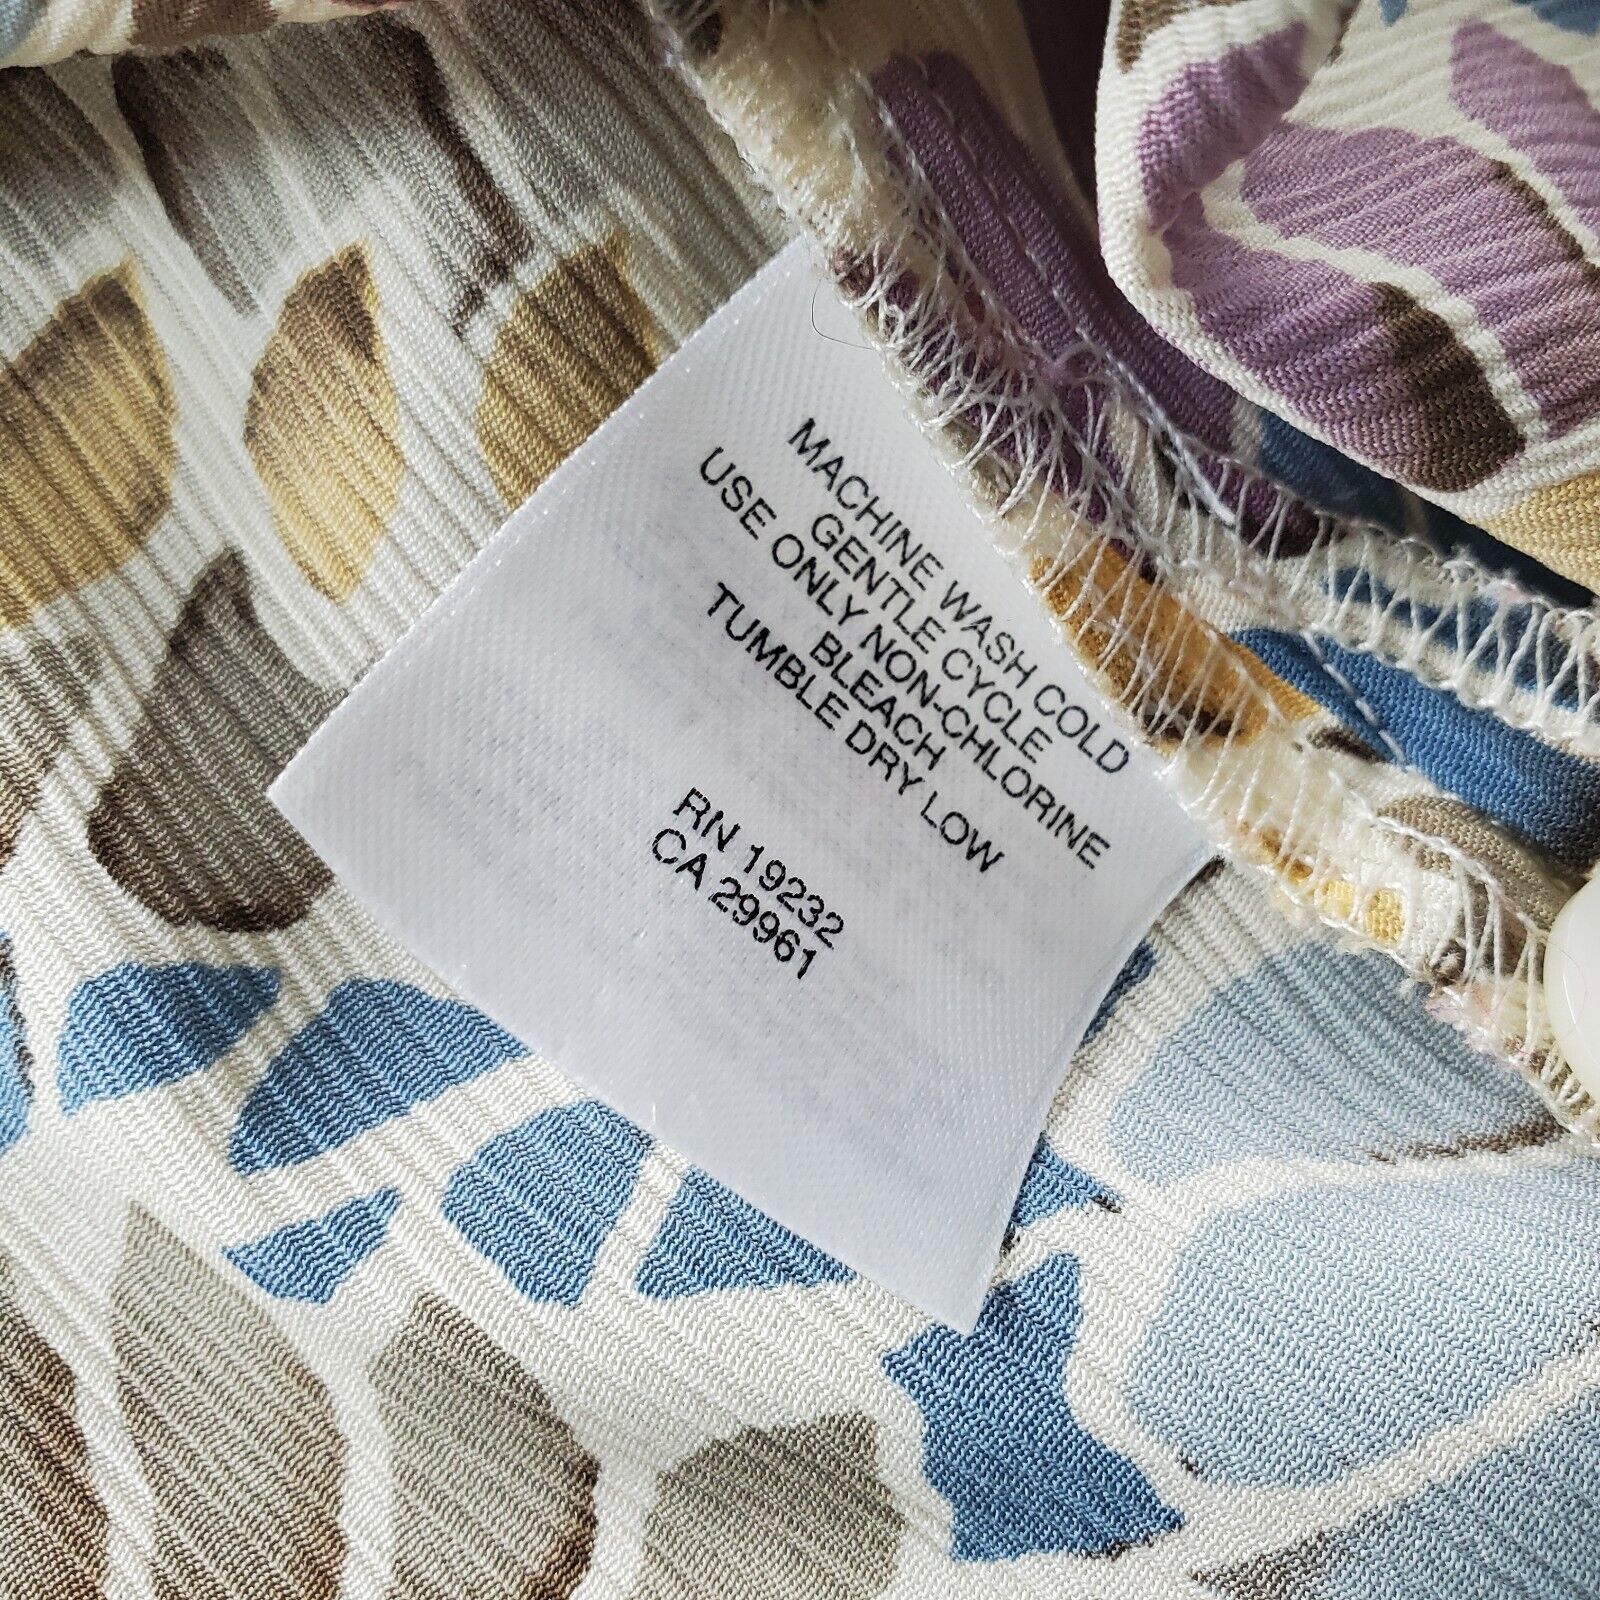 MACHINE WASH COLD
GENTLE CYCLE
USE ONLY NON-CHLORINE
BLEACH
TUMBLE DRY LOW
RN 19232
CA 29961